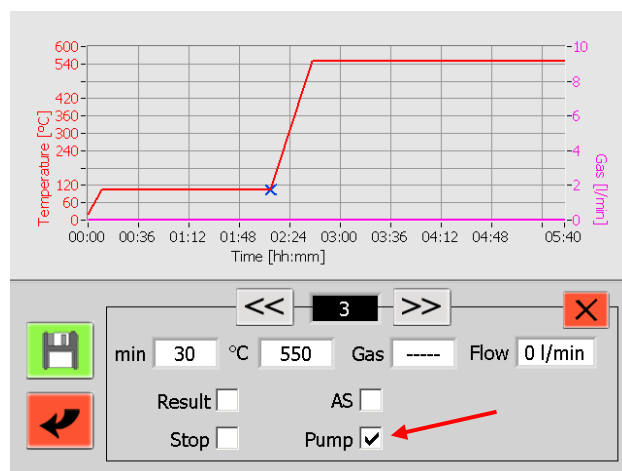 600 10
540
8
420
360 6
300
240 4
120 2
60
0 0
Temperature [ºC]
Gas [l/min]
00:00 00:36 01:12 01:48 02:24 03:00 03:36 04:12 04:48 05:40
Time [hh:mm]
<< 3 >>
min 30 °C 550 Gas ----- Flow 0 l/min
Result AS
Stop Pump